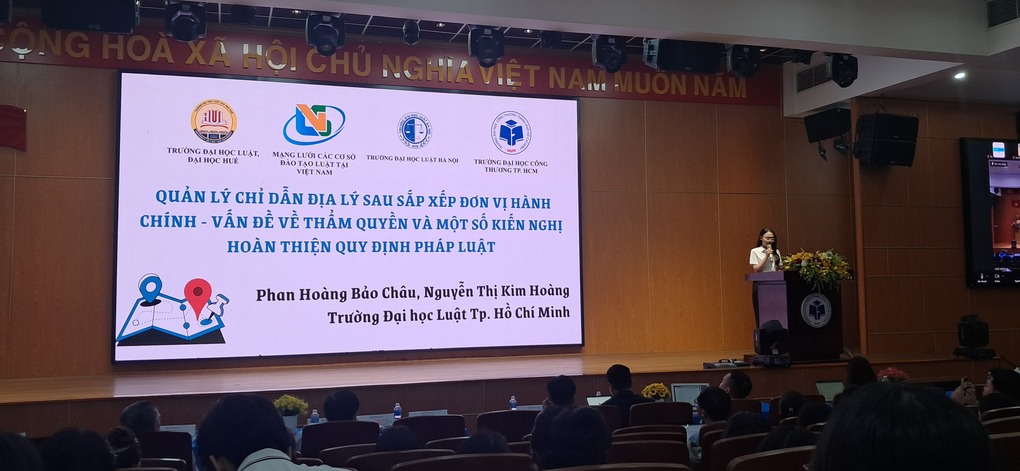 CỘNG HOÀ XÃ HỘI CHỦ NGHĨA VIỆT NAM MUÔN NĂM
TRƯỜNG ĐẠI HỌC LUẬT,
ĐẠI HỌC HUẾ
MẠNG LƯỚI CÁC CƠ SỞ
ĐÀO TẠO LUẬT TẠI
VIỆT NAM
TRƯỜNG ĐẠI HỌC LUẬT HÀ NỘI
TRƯỜNG ĐẠI HỌC CÔNG
THƯƠNG TP. HCM
QUẢN LÝ CHỈ DẪN ĐỊA LÝ SAU SẮP XẾP ĐƠN VỊ HÀNH
CHÍNH - VẤN ĐỀ VỀ THẨM QUYỀN VÀ MỘT SỐ KIẾN NGHỊ
HOÀN THIỆN QUY ĐỊNH PHÁP LUẬT
Phan Hoàng Bảo Châu, Nguyễn Thị Kim Hoàng
Trường Đại học Luật Tp. Hồ Chí Minh